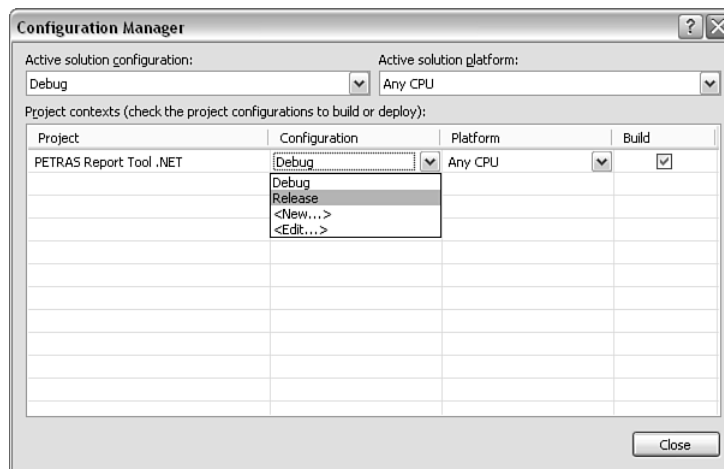 Configuration Manager
Active solution configuration: Active solution platform:
Debug Any CPU
Project contexts (check the project configurations to build or deploy):
Project Configuration Platform Build
PETRAS Report Tool .NET Debug Any CPU
Debug
Release
<New...>
<Edit...>
Close